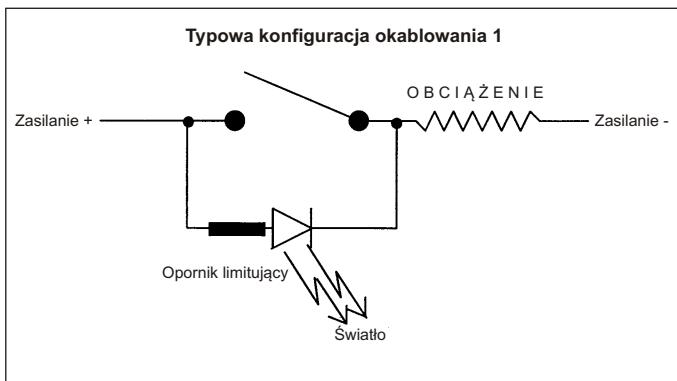 Typowa konfiguracja okablowania 1
OBCIĄŻENIE
Zasilanie +
Zasilanie -
Opornik limitujący
Światło